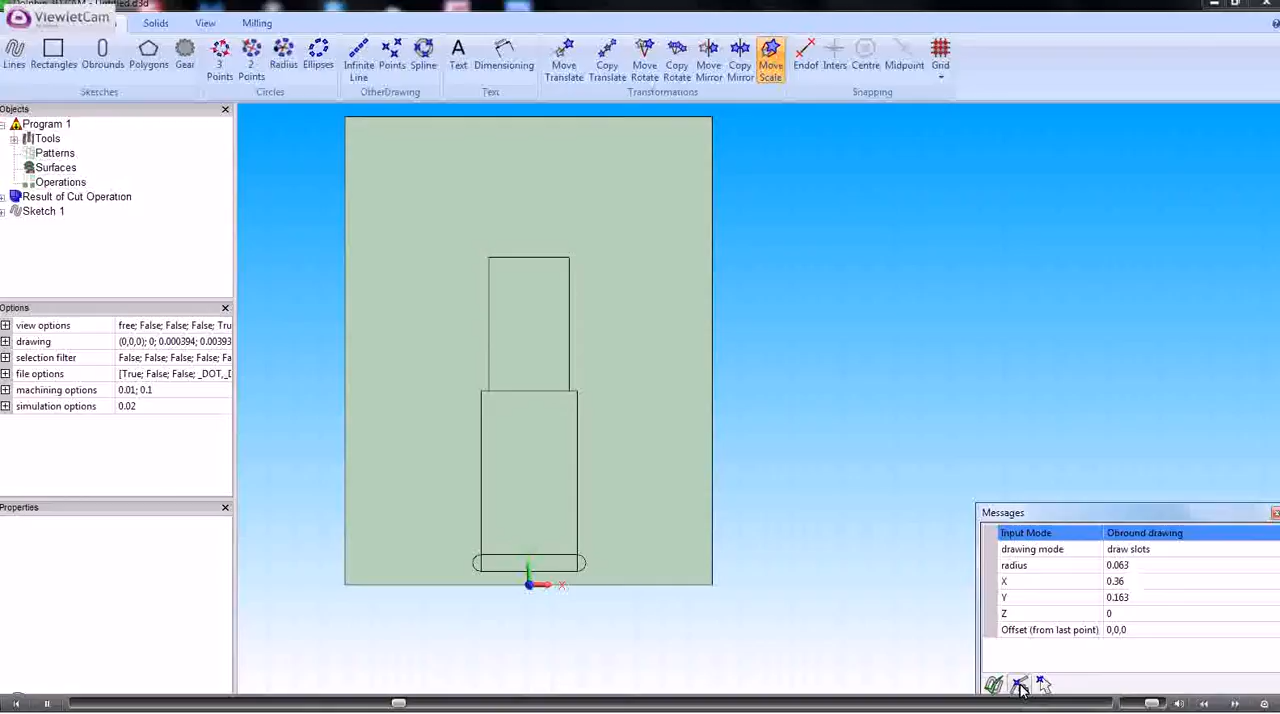 Untitled.d3d
ViewletCam
Solids View Milling
Lines Rectangles Obrounds Polygons Gear 3 Points 2 Points Radius Ellipses Infinite Line Points Spline Text Dimensioning Move Translate Copy Translate Move Rotate Copy Rotate Move Mirror Copy Mirror Move Scale Endof Inters Centre Midpoint Grid
Sketches Circles OtherDrawing Text Transformations Snapping
Objects
Program 1
Tools
Patterns
Surfaces
Operations
Result of Cut Operation
Sketch 1
Options
view options free; False; False; False; Tru
drawing (0,0,0); 0; 0.000394; 0.00393
selection filter False; False; False; False; Fa
file options [True; False; False; _DOT,_D
machining options 0.01; 0.1
simulation options 0.02
Properties
X
Messages
Input Mode Obround drawing
drawing mode draw slots
radius 0.063
X 0.36
Y 0.163
Z 0
Offset (from last point) 0,0,0